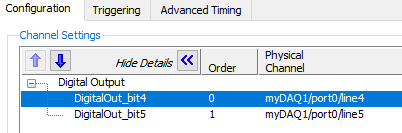 Configuration Triggering Advanced Timing
Channel Settings
Hide Details Order Physical Channel
Digital Output
DigitalOut_bit4 0 myDAQ1/port0/line4
DigitalOut_bit5 1 myDAQ1/port0/line5